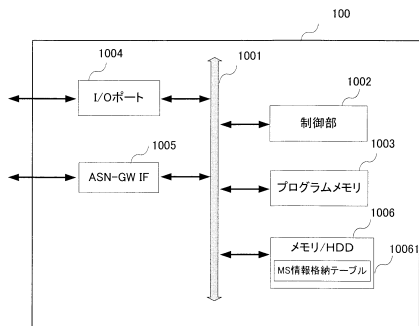 100
1004
1001
1002
I/Oポート
制御部
1005
1003
ASN-GW IF
プログラムメモリ
1006
メモリ/HDD
MS情報格納テーブル
10061